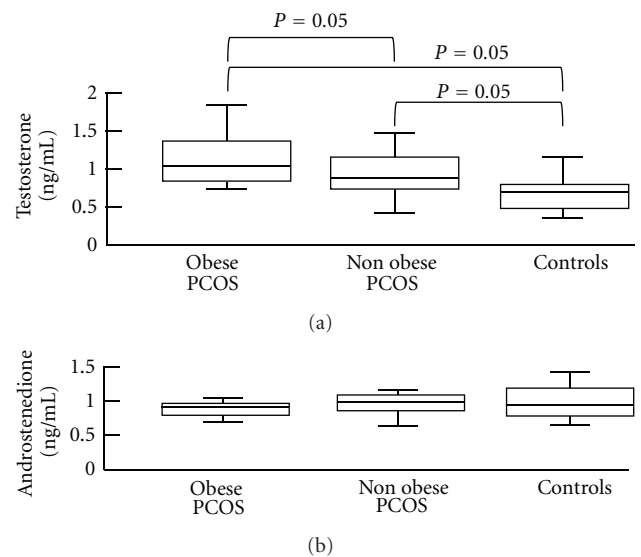 P = 0.05
P = 0.05
P = 0.05
Testosterone
(ng/mL)
2
1.5
1
0.5
0
Obese
PCOS
Non obese
PCOS
Controls
(a)
Androstenedione
(ng/mL)
1.5
1
0.5
0
Obese
PCOS
Non obese
PCOS
Controls
(b)